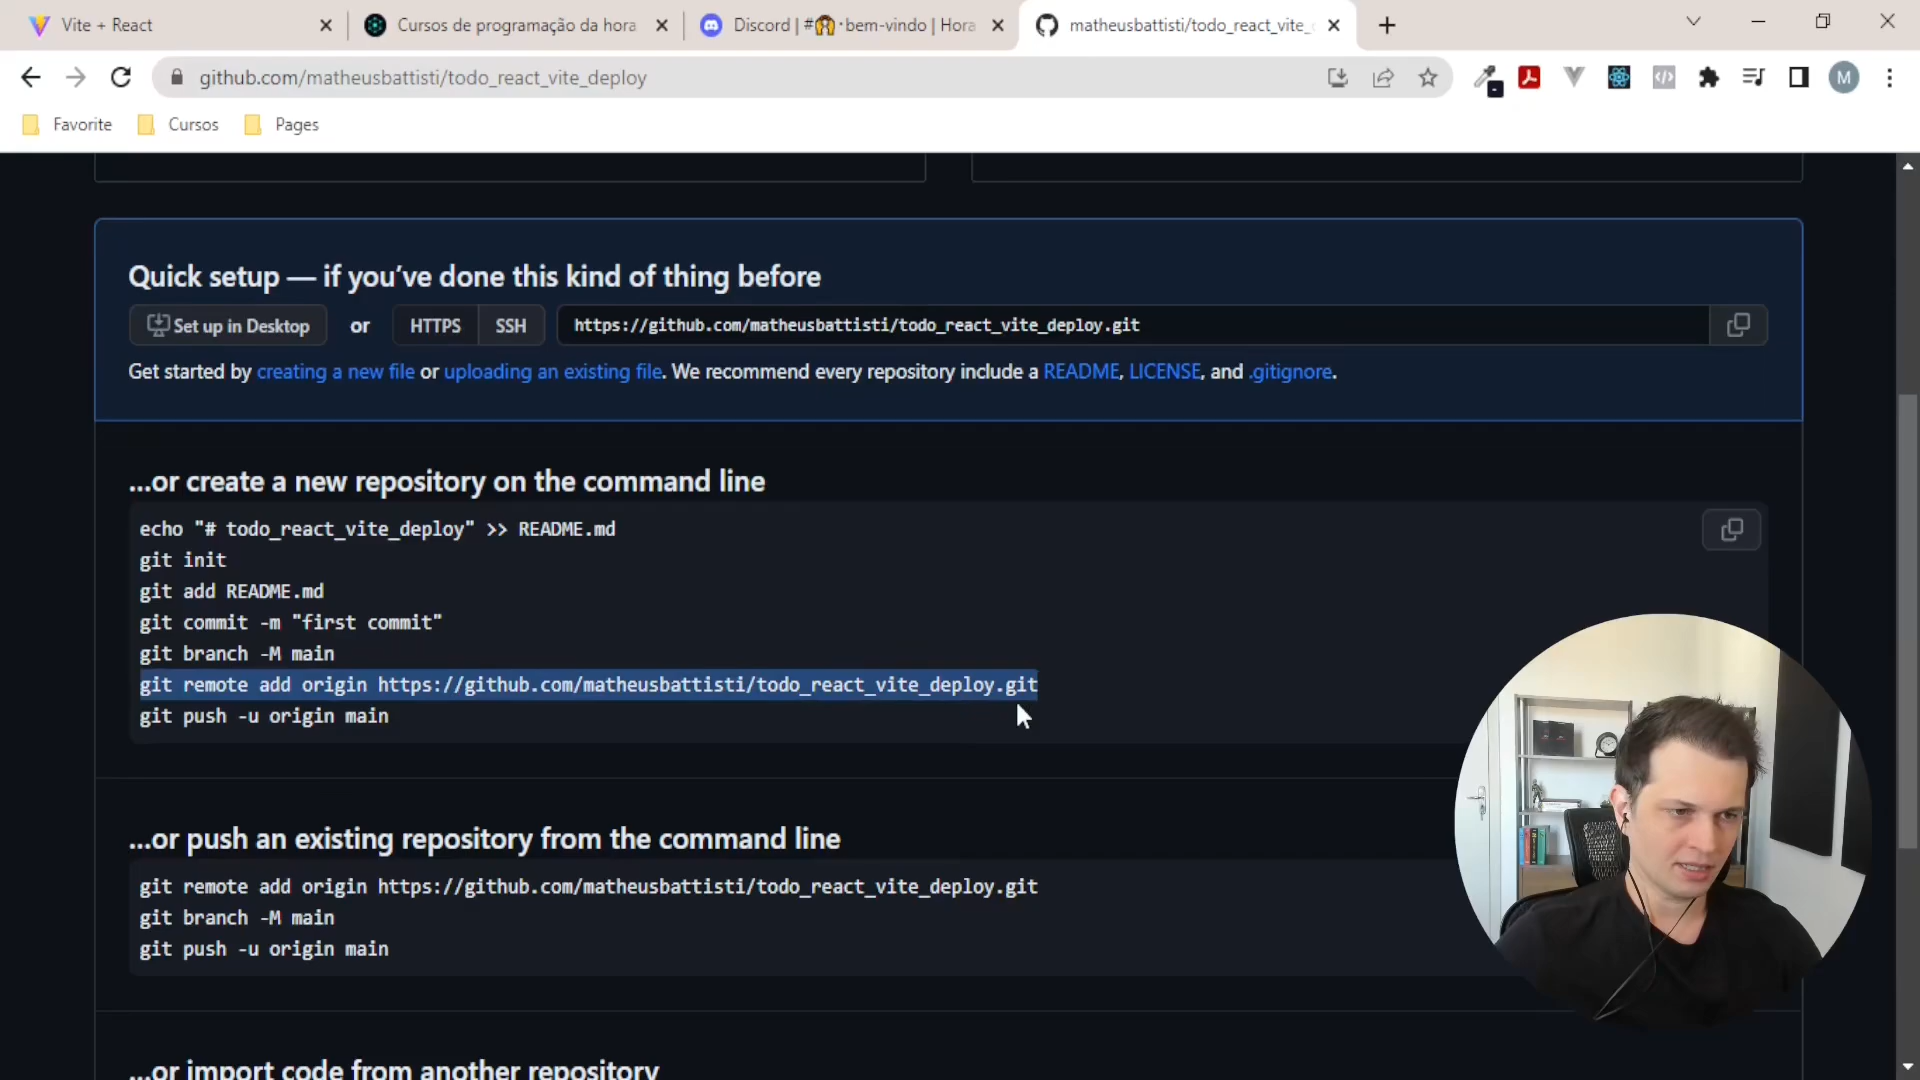 Vite + React
Cursos de programação da hora
Discord | #🙋・bem-vindo | Hora
matheusbattisti/todo_react_vite_
github.com/matheusbattisti/todo_react_vite_deploy
M
Favorite
Cursos
Pages
Quick setup — if you’ve done this kind of thing before
Set up in Desktop or HTTPS SSH https://github.com/matheusbattisti/todo_react_vite_deploy.git
Get started by creating a new file or uploading an existing file. We recommend every repository include a README, LICENSE, and .gitignore.
…or create a new repository on the command line
echo "# todo_react_vite_deploy" >> README.md
git init
git add README.md
git commit -m "first commit"
git branch -M main
git remote add origin https://github.com/matheusbattisti/todo_react_vite_deploy.git
git push -u origin main
…or push an existing repository from the command line
git remote add origin https://github.com/matheusbattisti/todo_react_vite_deploy.git
git branch -M main
git push -u origin main
…or import code from another repository